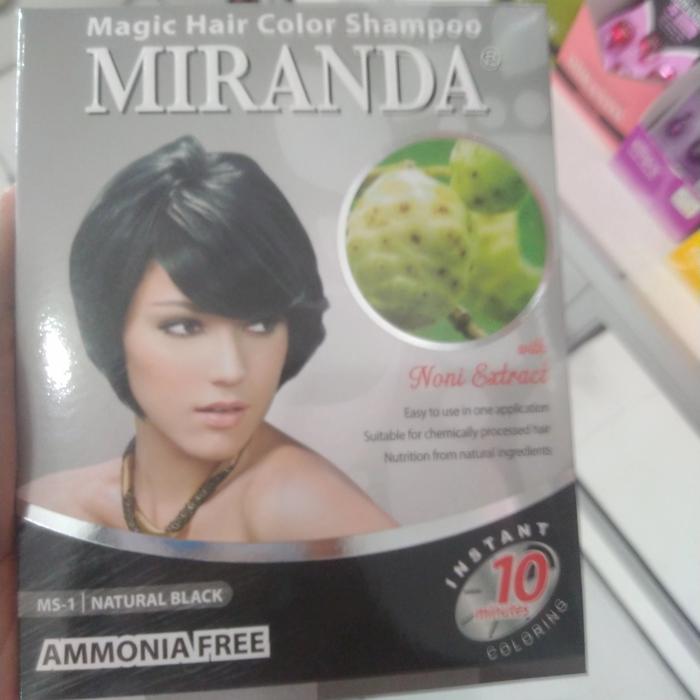 Magic Hair Color Shampoo
MIRANDA®
with
Noni Extract
Easy to use in one application
Suitable for chemically processed hair
Nutrition from natural ingredients
INSTANT
10
minutes
COLORING
MS-1 | NATURAL BLACK
AMMONIA FREE